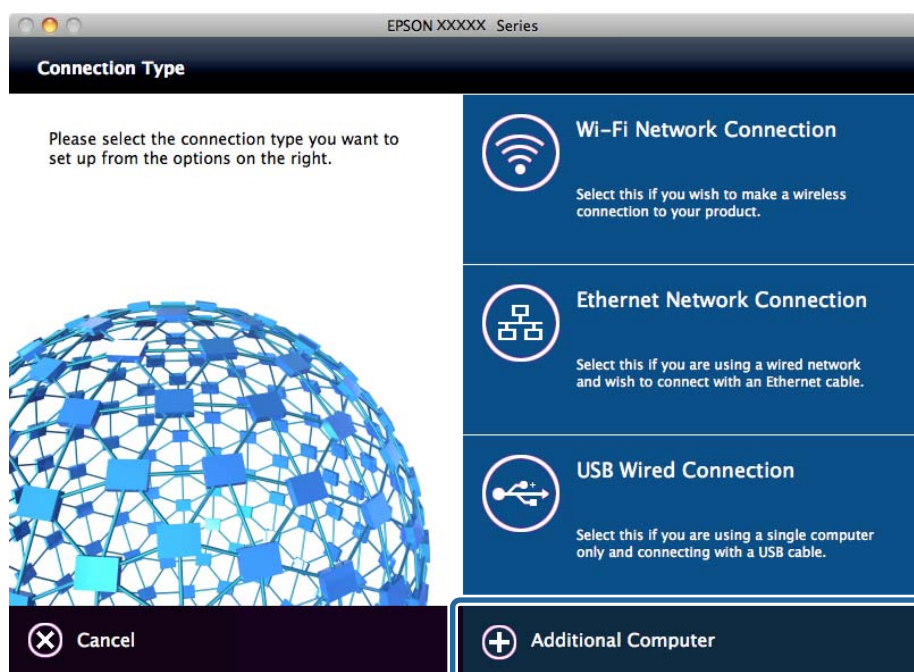 EPSON XXXXX Series
Connection Type
Please select the connection type you want to
set up from the options on the right.
Wi-Fi Network Connection
Select this if you wish to make a wireless
connection to your product.
Ethernet Network Connection
Select this if you are using a wired network
and wish to connect with an Ethernet cable.
USB Wired Connection
Select this if you are using a single computer
only and connecting with a USB cable.
Cancel
Additional Computer